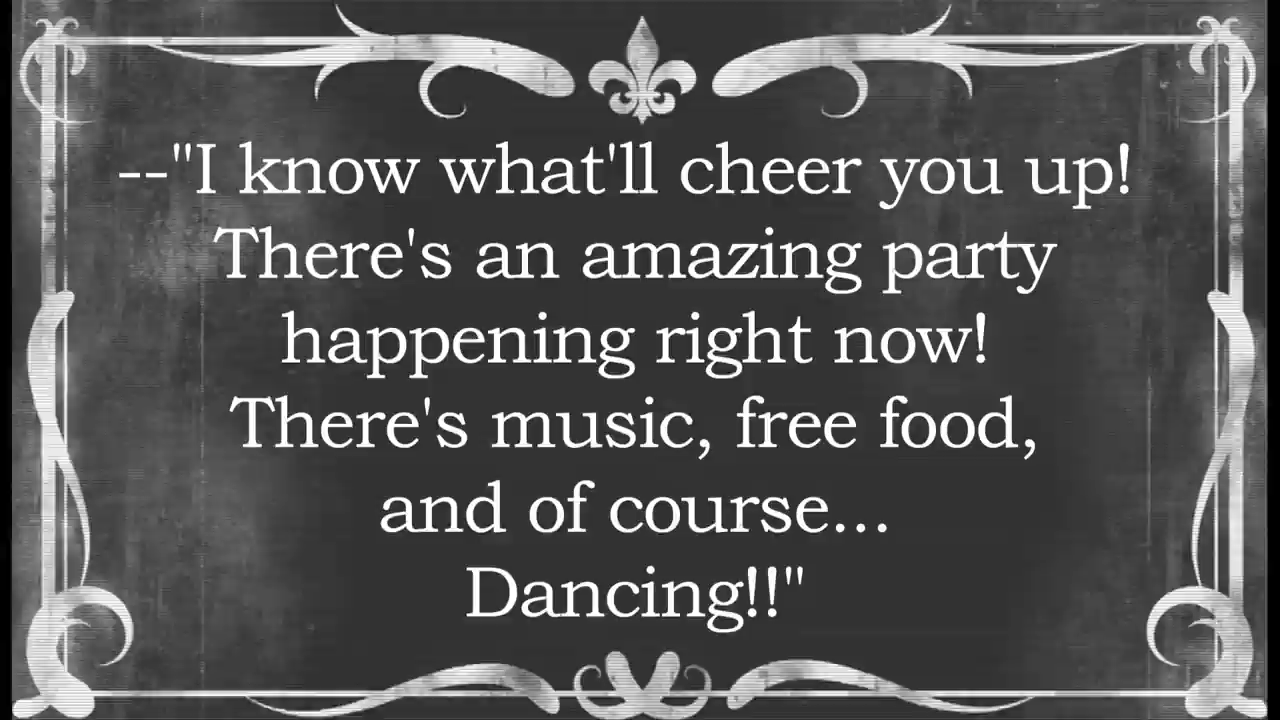 --"I know what'll cheer you up!
There's an amazing party
happening right now!
There's music, free food,
and of course...
Dancing!!"